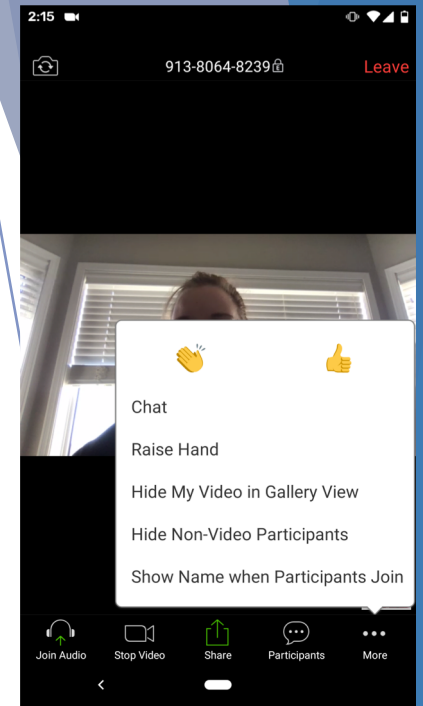 2:15
913-8064-8239
Leave
Chat
Raise Hand
Hide My Video in Gallery View
Hide Non-Video Participants
Show Name when Participants Join
Join Audio
Stop Video
Share
Participants
More